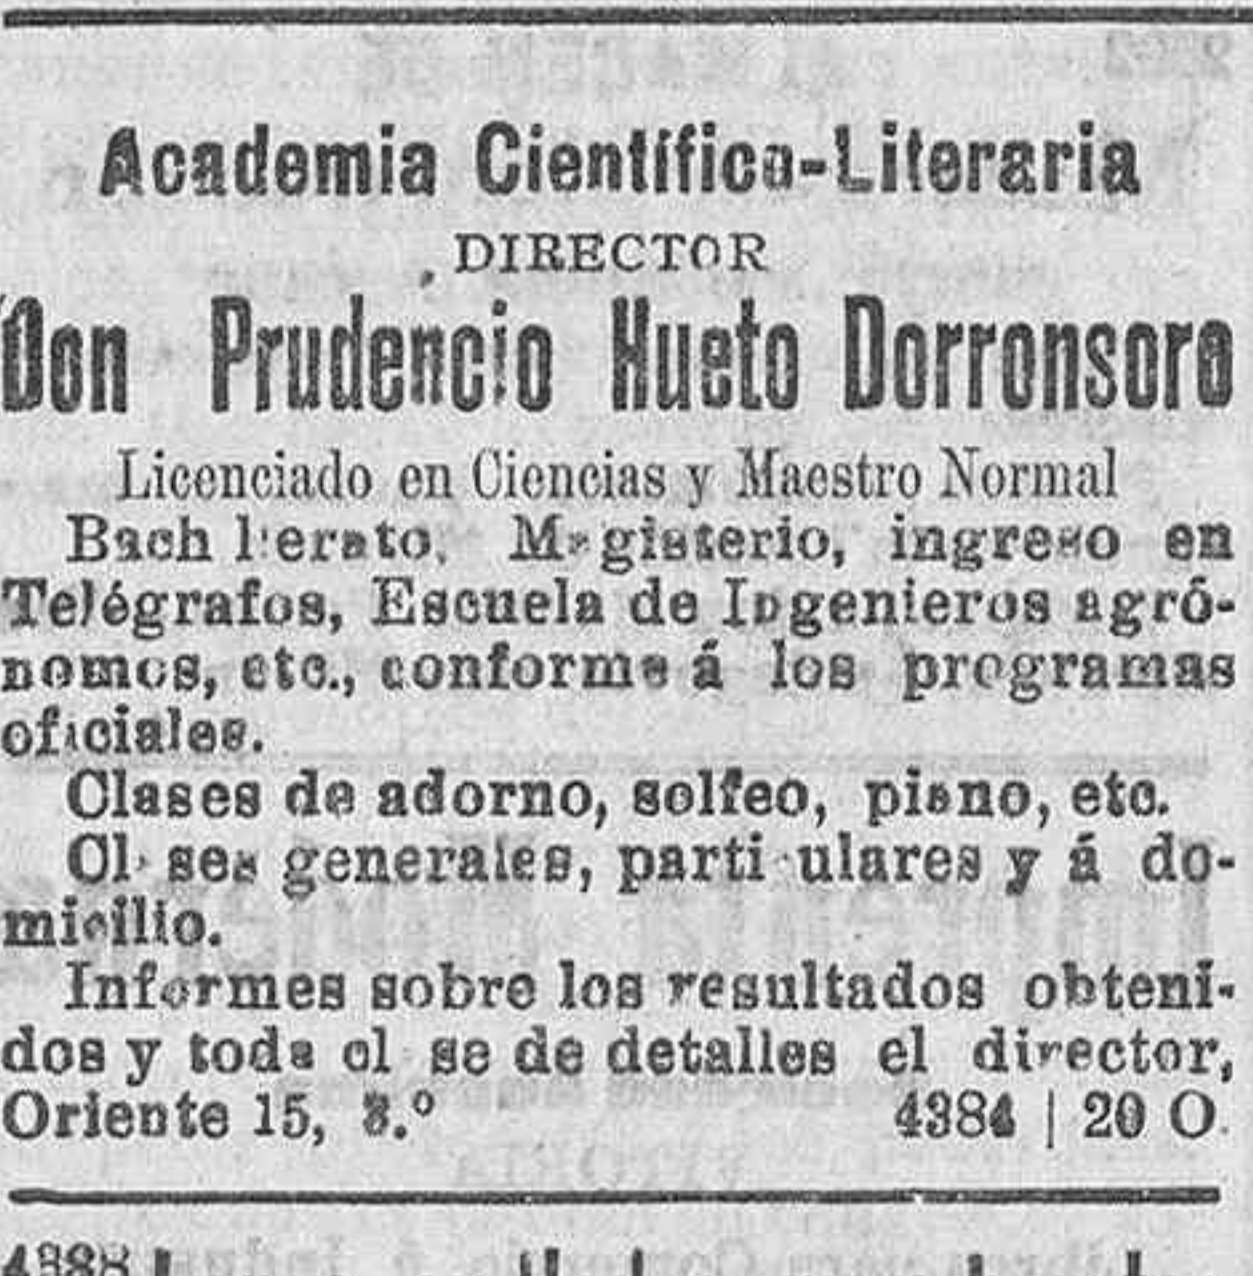 Academia Científica-Literaria
DIRECTOR
Don Prudencio Hueto Dorronsoro
Licenciado en Ciencias y Maestro Normal
Bachillerato, Magisterio, ingreso en
Telégrafos, Escuela de Ingenieros agró-
nomos, etc., conforme á los programas
oficiales.
Clases de adorno, solfeo, piano, etc.
Clases generales, particulares y á do-
micilio.
Informes sobre los resultados obteni-
dos y toda clase de detalles el director,
Oriente 15, 3.º 4384 | 20 O.
4388